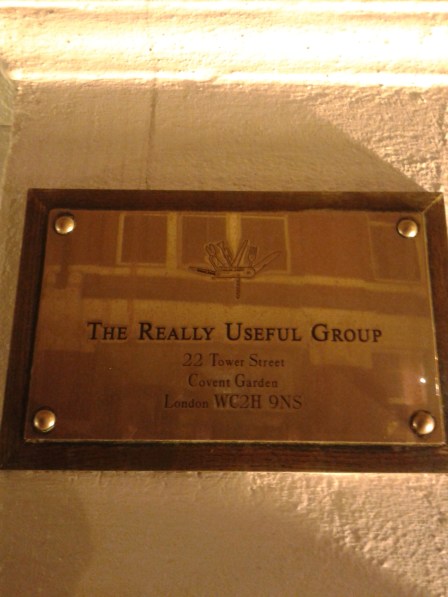 The Really Useful Group
22 Tower Street
Covent Garden
London WC2H 9NS